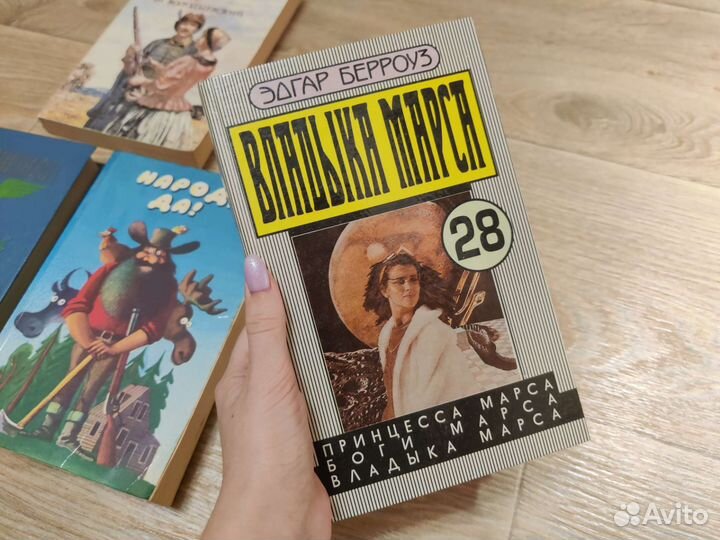 ЭДГАР БЕРРОУЗ
ВЛАДЫКА МАРСА
28
ПРИНЦЕССА МАРСА
БОГИ МАРСА
ВЛАДЫКА МАРСА
НАРОД
ДА!
Avito